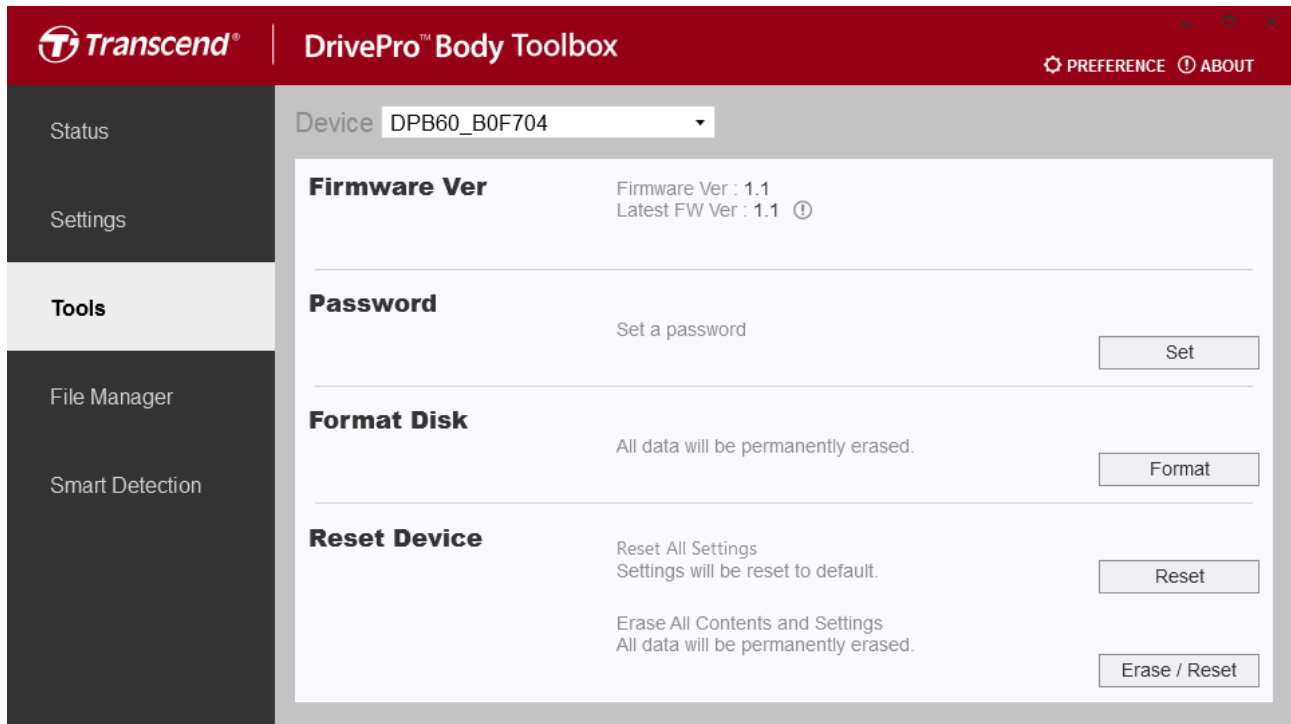 Transcend®
DrivePro™ Body Toolbox
PREFERENCE ABOUT
Status
Settings
Tools
File Manager
Smart Detection
Device DPB60_B0F704
Firmware Ver
Firmware Ver : 1.1
Latest FW Ver : 1.1
Password
Set a password
Set
Format Disk
All data will be permanently erased.
Format
Reset Device
Reset All Settings
Settings will be reset to default.
Reset
Erase All Contents and Settings
All data will be permanently erased.
Erase / Reset